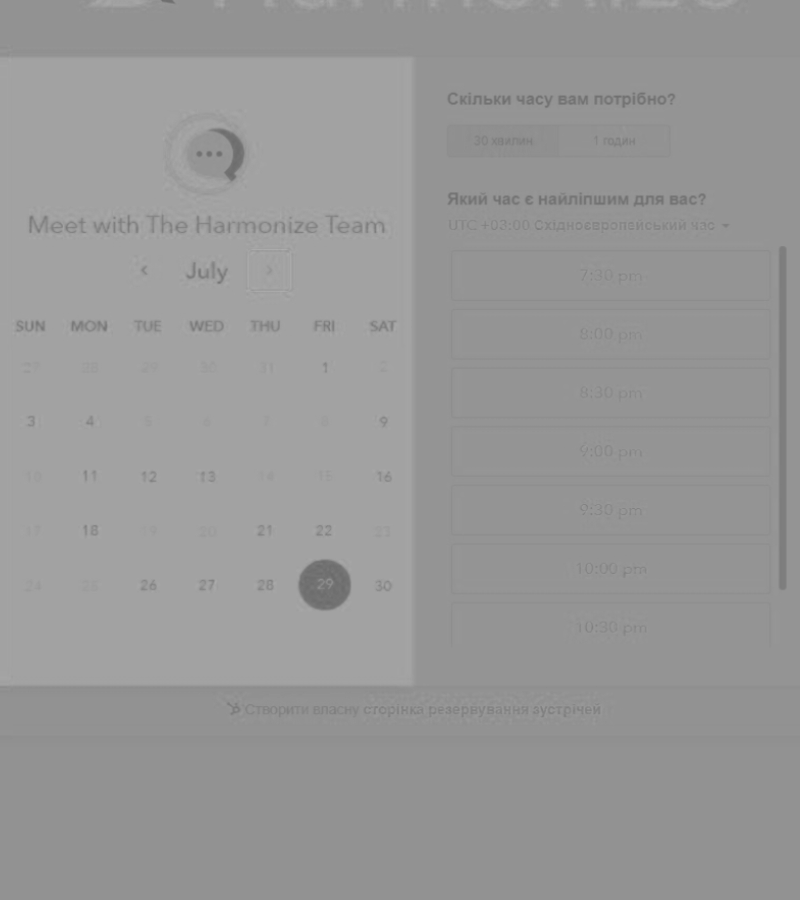 Harmonize
Meet with The Harmonize Team
July
SUN MON TUE WED THU FRI SAT
27 28 29 30 31 1 2
3 4 5 6 7 8 9
10 11 12 13 14 15 16
17 18 19 20 21 22 23
24 25 26 27 28 29 30
Скільки часу вам потрібно?
30 хвилин 1 годин
Який час є найліпшим для вас?
UTC +03:00 Східноєвропейський час
7:30 pm
8:00 pm
8:30 pm
9:00 pm
9:30 pm
10:00 pm
10:30 pm
Створити власну сторінка резервування зустрічей